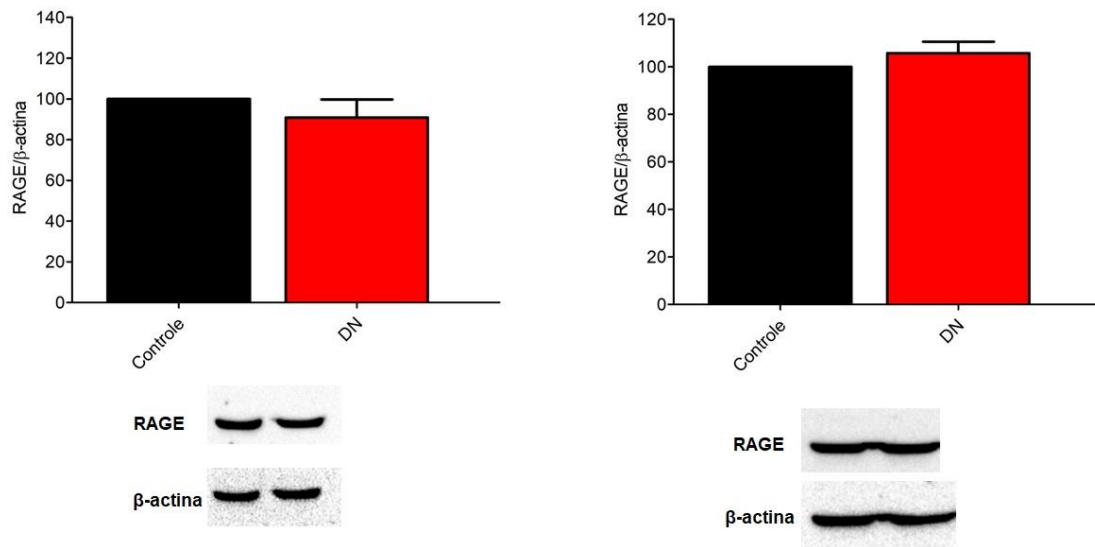 140
120
100
80
60
40
20
0
RAGE/β-actina
Controle
DN
RAGE
β-actina
120
100
80
60
40
20
0
RAGE/β-actina
Controle
DN
RAGE
β-actina